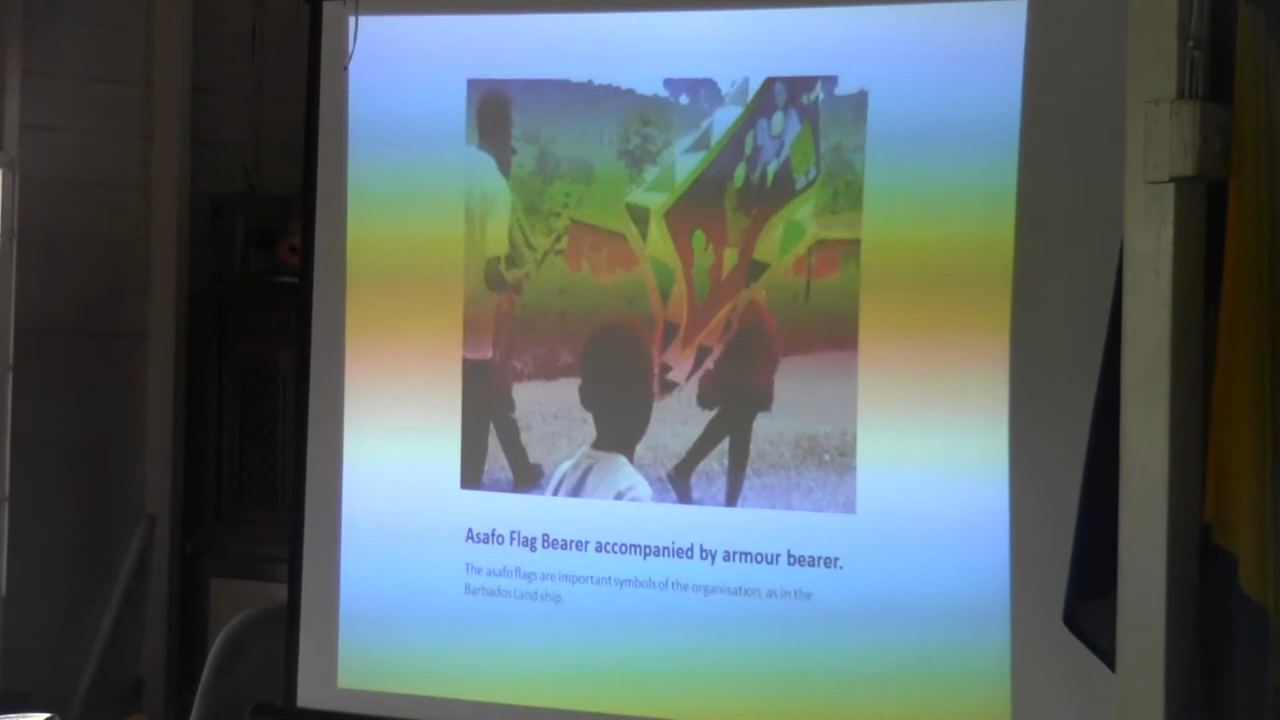 Asafo Flag Bearer accompanied by armour bearer.
The asafo flags are important symbols of the organisation, as in the
Barbados Land ship.